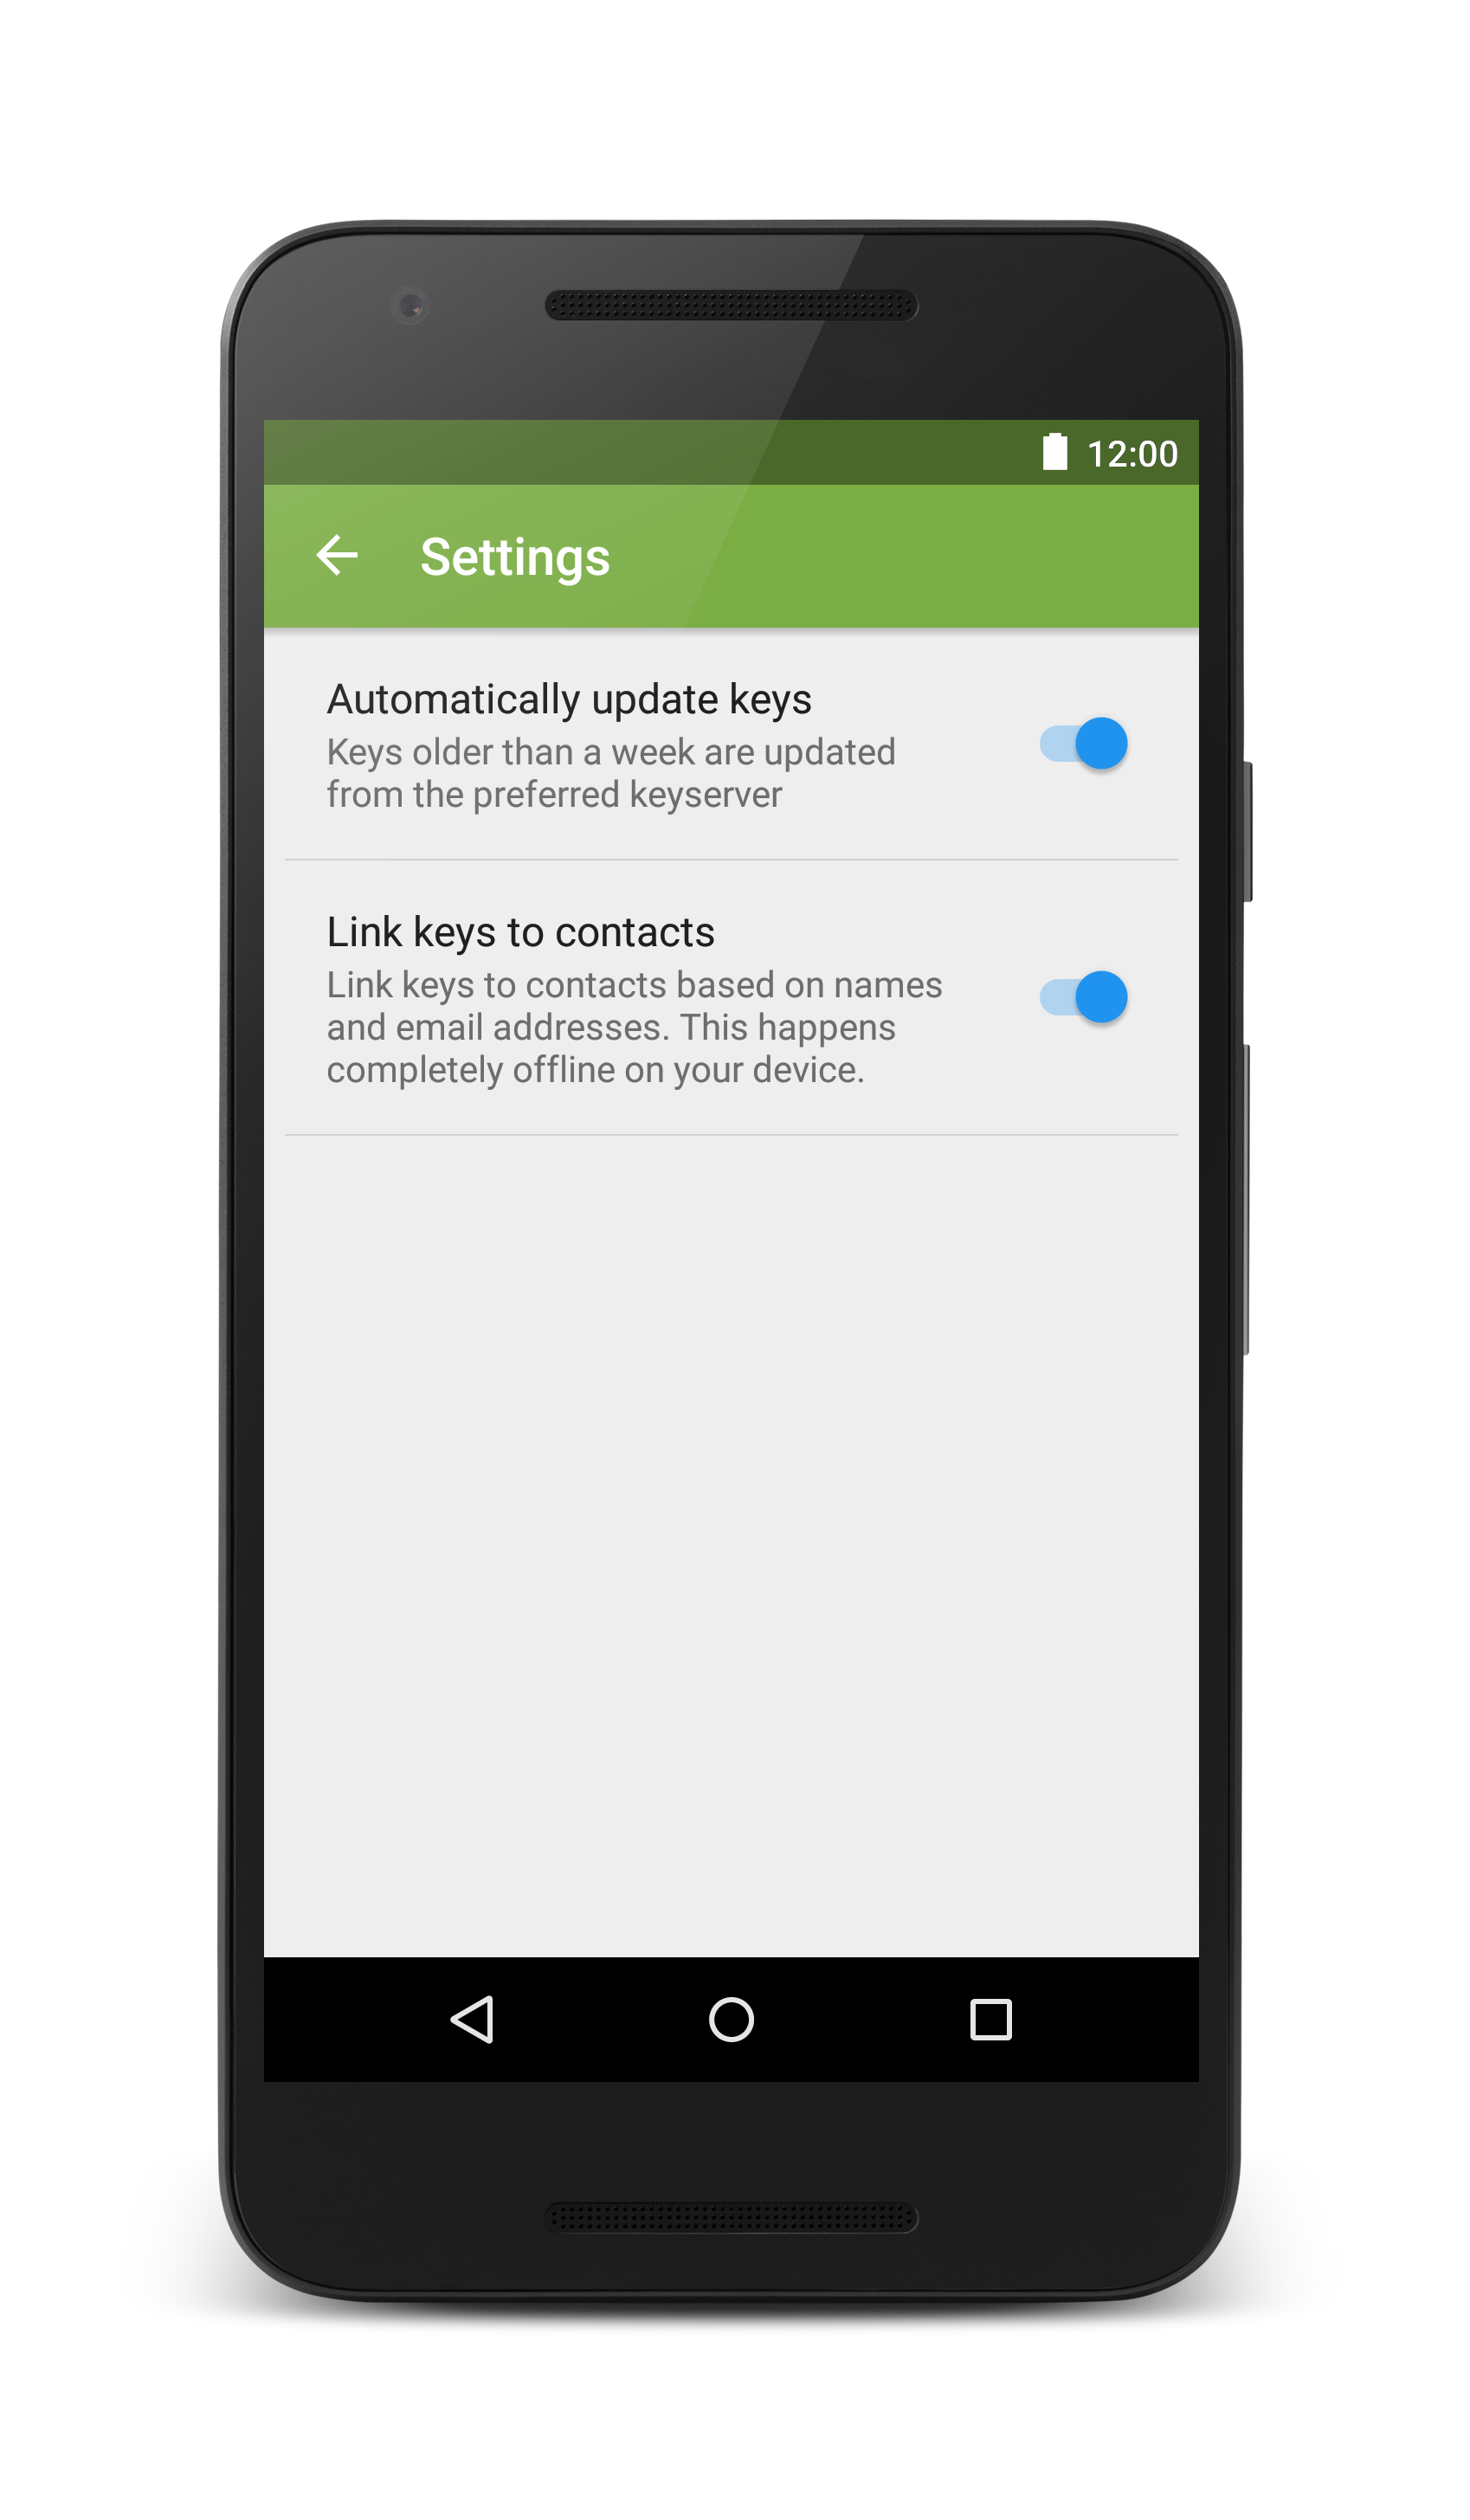 12:00
Settings
Automatically update keys
Keys older than a week are updated
from the preferred keyserver
Link keys to contacts
Link keys to contacts based on names
and email addresses. This happens
completely offline on your device.